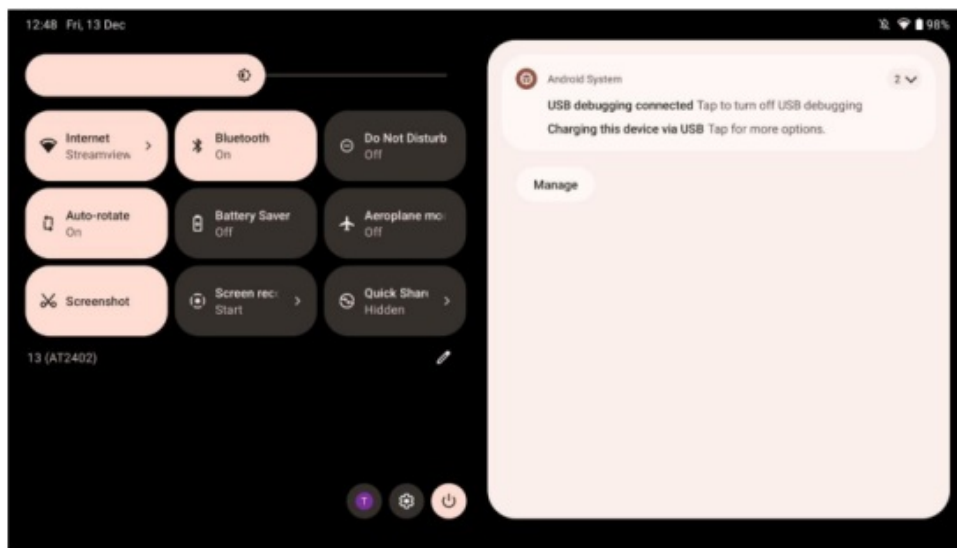 12:48 Fri, 13 Dec
98%
Internet
Streamview
Bluetooth
On
Do Not Disturb
Off
Auto-rotate
On
Battery Saver
Off
Aeroplane mo
Off
Screenshot
Screen rec
Start
Quick Shar
Hidden
13 (AT2402)
T
Android System
2
USB debugging connected Tap to turn off USB debugging
Charging this device via USB Tap for more options.
Manage